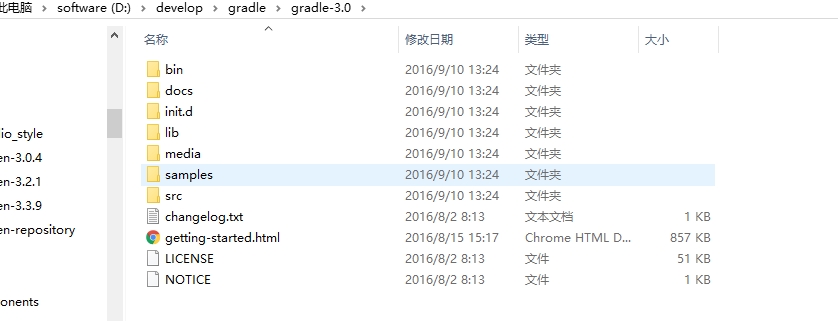 此电脑 › software (D:) › develop › gradle › gradle-3.0 ›
名称 修改日期 类型 大小
bin 2016/9/10 13:24 文件夹
docs 2016/9/10 13:24 文件夹
init.d 2016/9/10 13:24 文件夹
lib 2016/9/10 13:24 文件夹
media 2016/9/10 13:24 文件夹
samples 2016/9/10 13:24 文件夹
src 2016/9/10 13:24 文件夹
changelog.txt 2016/8/2 8:13 文本文档 1 KB
getting-started.html 2016/8/15 15:17 Chrome HTML D... 857 KB
LICENSE 2016/8/2 8:13 文件 51 KB
NOTICE 2016/8/2 8:13 文件 1 KB
io_style
en-3.0.4
en-3.2.1
en-3.3.9
en-repository
onents